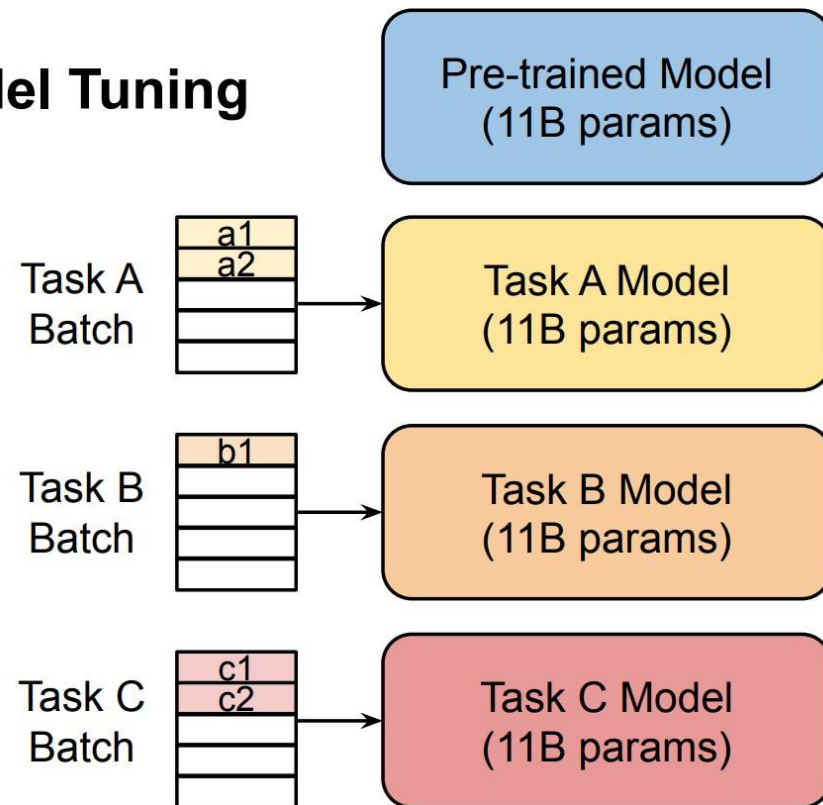 del Tuning
Pre-trained Model
(11B params)
a1
a2
Task A
Batch
Task A Model
(11B params)
b1
Task B
Batch
Task B Model
(11B params)
c1
c2
Task C
Batch
Task C Model
(11B params)